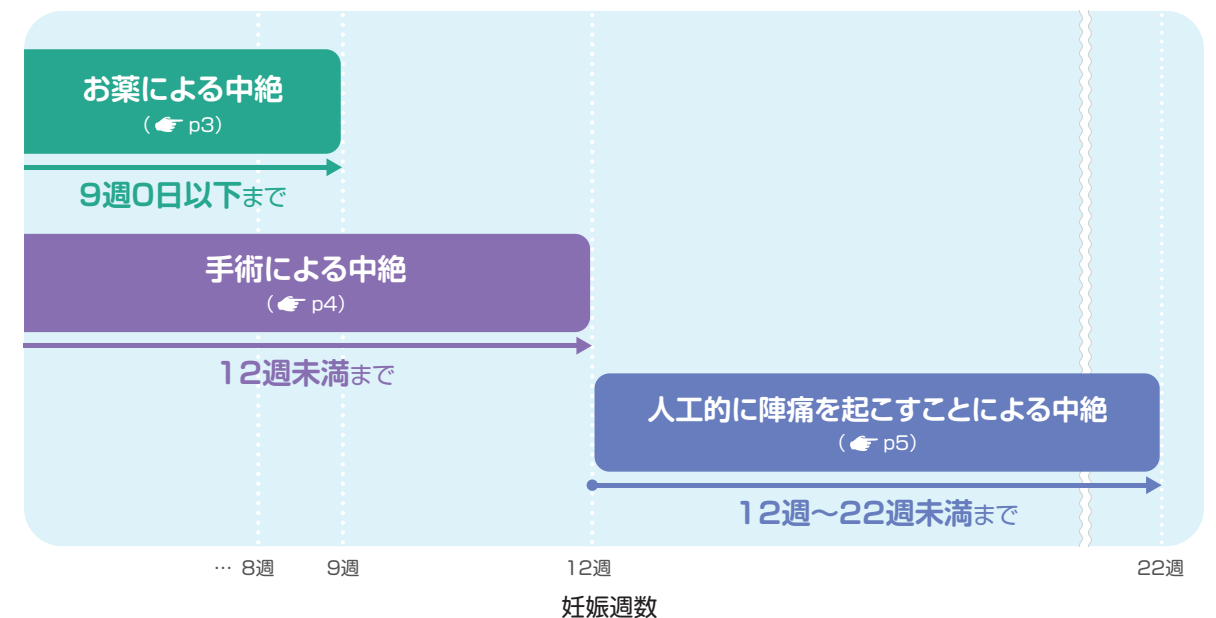 お薬による中絶
(☛ p3)
9週0日以下まで
手術による中絶
(☛ p4)
12週未満まで
人工的に陣痛を起こすことによる中絶
(☛ p5)
12週〜22週未満まで
… 8週 9週 12週 22週
妊娠週数